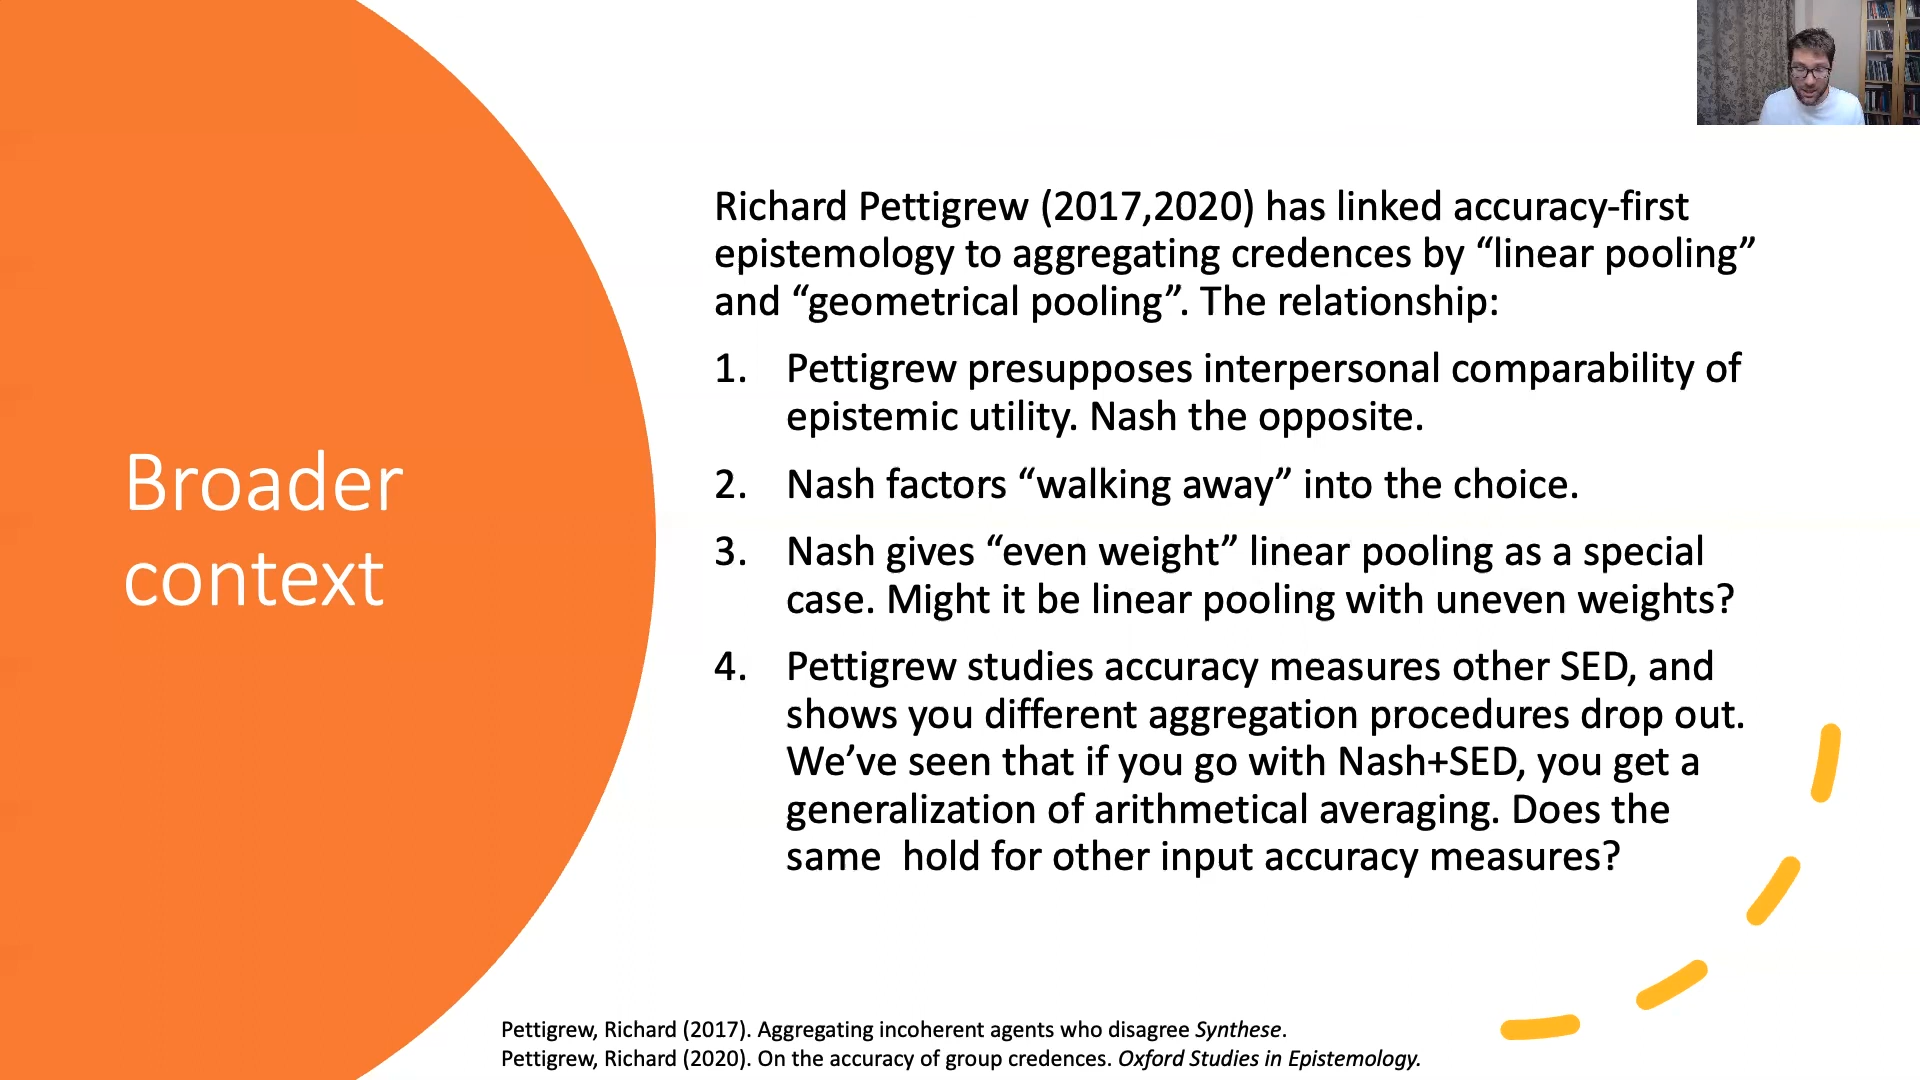 Broader
context
Richard Pettigrew (2017,2020) has linked accuracy-first
epistemology to aggregating credences by “linear pooling”
and “geometrical pooling”. The relationship:
1. Pettigrew presupposes interpersonal comparability of
epistemic utility. Nash the opposite.
2. Nash factors “walking away” into the choice.
3. Nash gives “even weight” linear pooling as a special
case. Might it be linear pooling with uneven weights?
4. Pettigrew studies accuracy measures other SED, and
shows you different aggregation procedures drop out.
We’ve seen that if you go with Nash+SED, you get a
generalization of arithmetical averaging. Does the
same  hold for other input accuracy measures?
Pettigrew, Richard (2017). Aggregating incoherent agents who disagree Synthese.
Pettigrew, Richard (2020). On the accuracy of group credences. Oxford Studies in Epistemology.